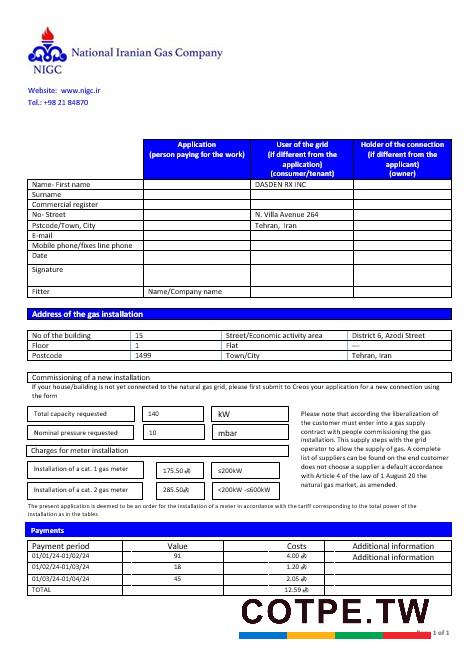 National Iranian Gas Company
NIGC
Website: www.nigc.ir
Tel.: +98 21 84870
Application
(person paying for the work)
User of the grid
(if different from the
application)
(consumer/tenant)
Holder of the connection
(if different from the
applicant)
(owner)
Name- First name DASDEN RX INC
Surname
Commercial register
No- Street N. Villa Avenue 264
Pstcode/Town, City Tehran, Iran
E-mail
Mobile phone/fixes line phone
Date
Signature
Fitter Name/Company name
Address of the gas installation
No of the building 15 Street/Economic activity area District 6, Azodi Street
Floor 1 Flat ---
Postcode 1499 Town/City Tehran, Iran
Commissioning of a new installation
If your house/building is not yet connected to the natural gas grid, please first submit to Creos your application for a new connection using
the form
Total capacity requested 140 kW
Nominal pressure requested 10 mbar
Charges for meter installation
Installation of a cat. 1 gas meter 175.50 ≤200kW
Installation of a cat. 2 gas meter 285.50 <200kW -≤600kW
Please note that according the liberalization of
the customer must enter into a gas supply
contract with people commissioning the gas
installation. This supply steps with the grid
operator to allow the supply of gas. A complete
list of suppliers can be found on the end customer
does not choose a supplier a default accordance
with Article 4 of the law of 1 August 20 the
natural gas market, as amended.
The present application is deemed to be an order for the installation of a meter in accordance with the tariff corresponding to the total power of the
installation as in the tables
Payments
Payment period Value Costs Additional information
01/01/24-01/02/24 91 4.00 Additional information
01/02/24-01/03/24 18 1.20
01/03/24-01/04/24 45 2.05
TOTAL 12.59
COTPE.TW
1 of 1